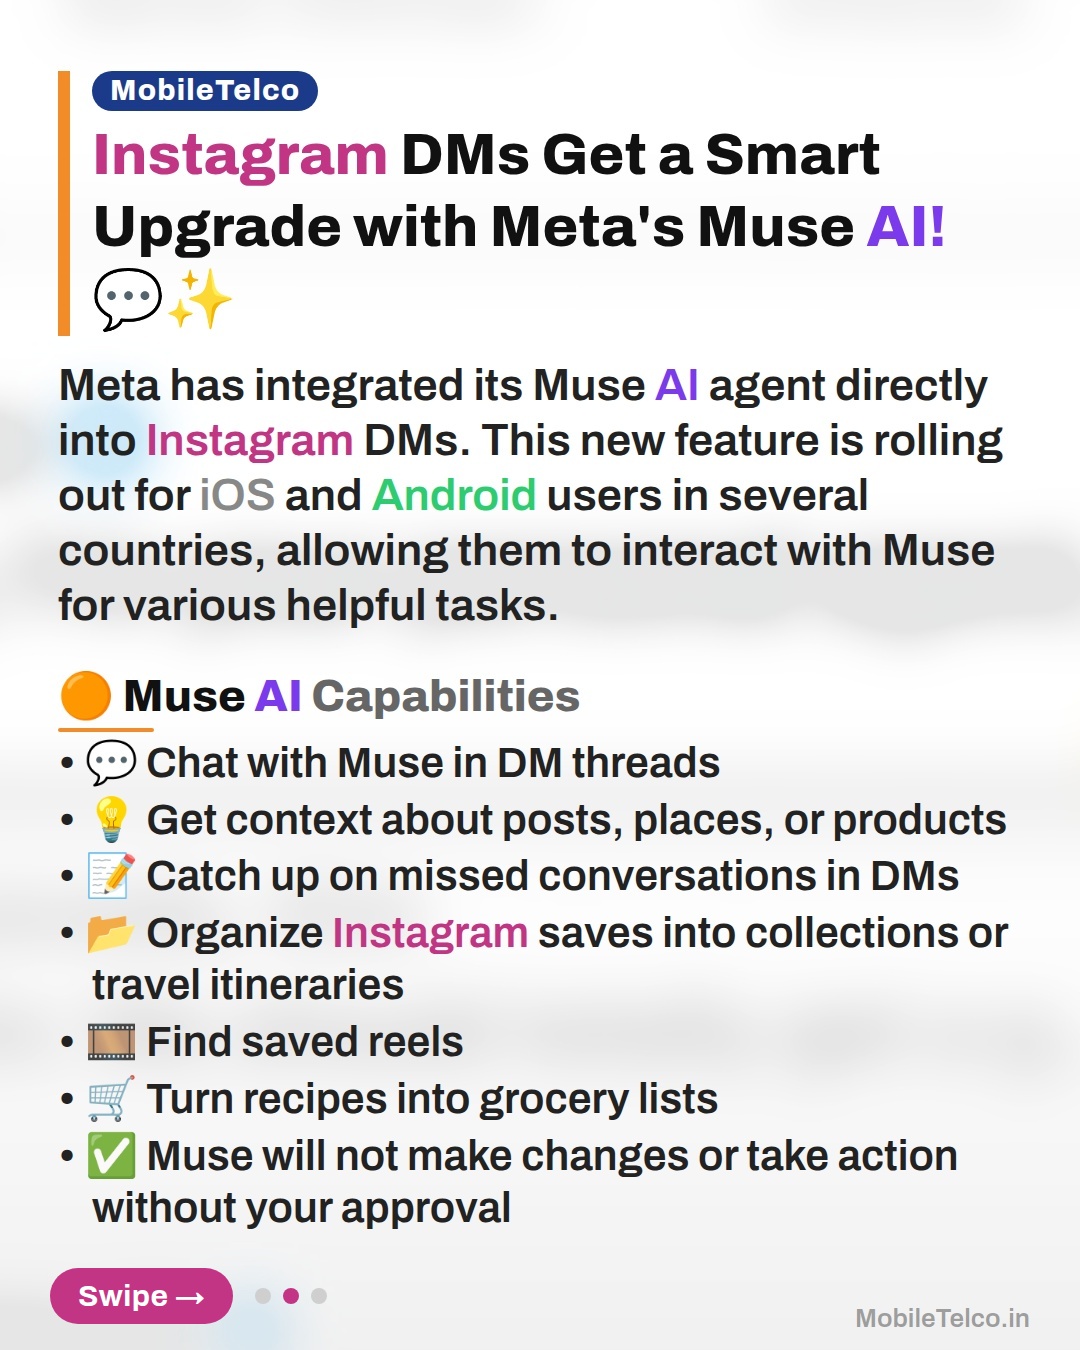 MobileTelco
Instagram DMs Get a Smart
Upgrade with Meta's Muse AI!
💬✨
Meta has integrated its Muse AI agent directly
into Instagram DMs. This new feature is rolling
out for iOS and Android users in several
countries, allowing them to interact with Muse
for various helpful tasks.
🟠 Muse AI Capabilities
• 💬 Chat with Muse in DM threads
• 💡 Get context about posts, places, or products
• 📝 Catch up on missed conversations in DMs
• 📂 Organize Instagram saves into collections or
travel itineraries
• 🎞️ Find saved reels
• 🛒 Turn recipes into grocery lists
• ✅ Muse will not make changes or take action
without your approval
Swipe →
MobileTelco.in